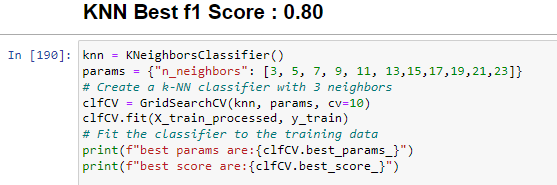 KNN Best f1 Score : 0.80
In [190]: knn = KNeighborsClassifier()
params = {"n_neighbors": [3, 5, 7, 9, 11, 13,15,17,19,21,23]}
# Create a k-NN classifier with 3 neighbors
clfCV = GridSearchCV(knn, params, cv=10)
clfCV.fit(X_train_processed, y_train)
# Fit the classifier to the training data
print(f"best params are:{clfCV.best_params_}")
print(f"best score are:{clfCV.best_score_}")